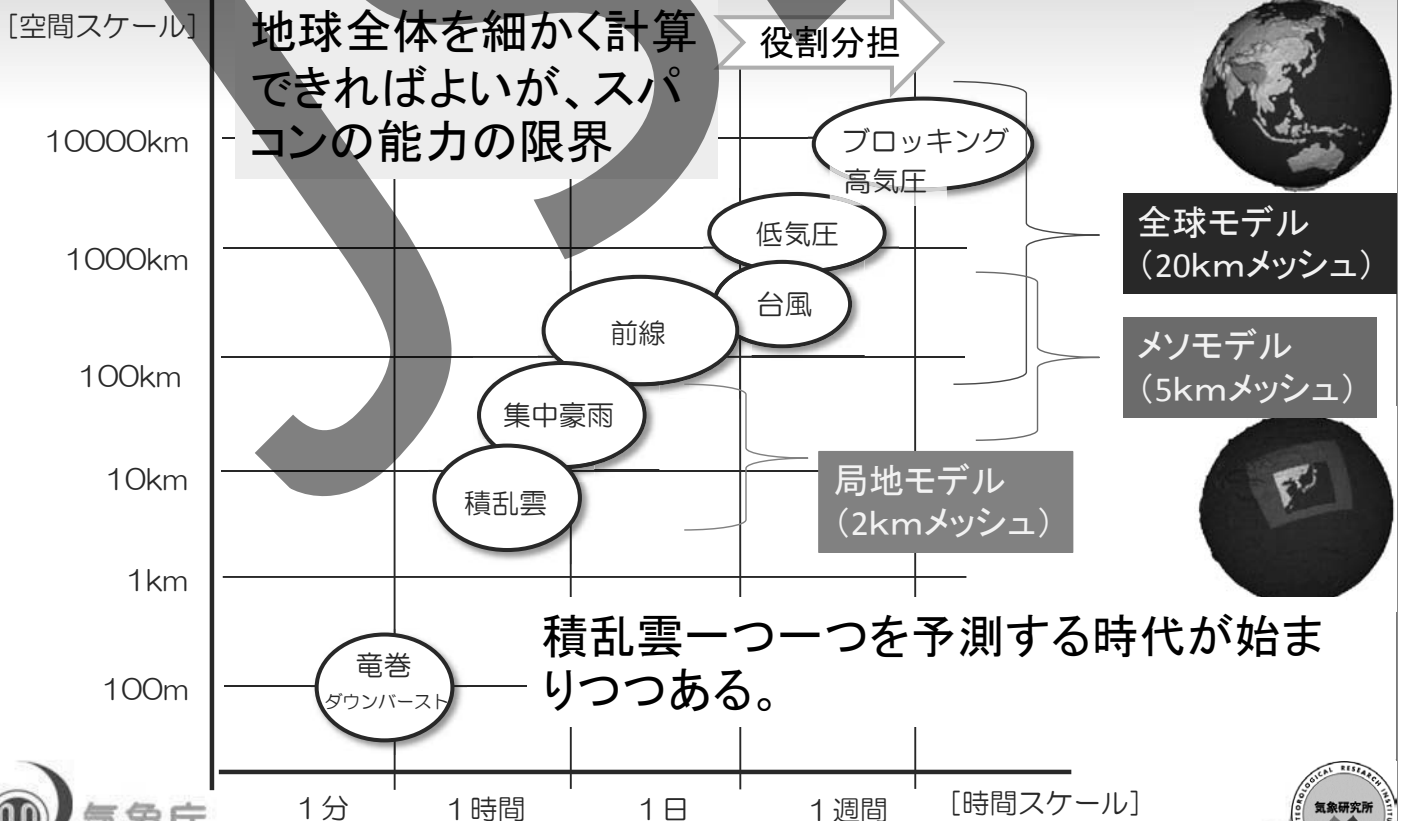 [空間スケール]
地球全体を細かく計算
できればよいが、スパ
コンの能力の限界
役割分担
10000km
1000km
100km
10km
1km
100m
ブロッキング
高気圧
低気圧
台風
前線
集中豪雨
積乱雲
竜巻
ダウンバースト
全球モデル
（20kmメッシュ）
メソモデル
（5kmメッシュ）
局地モデル
（2kmメッシュ）
積乱雲一つ一つを予測する時代が始ま
りつつある。
1分
1時間
1日
1週間
[時間スケール]
気象庁
気象研究所